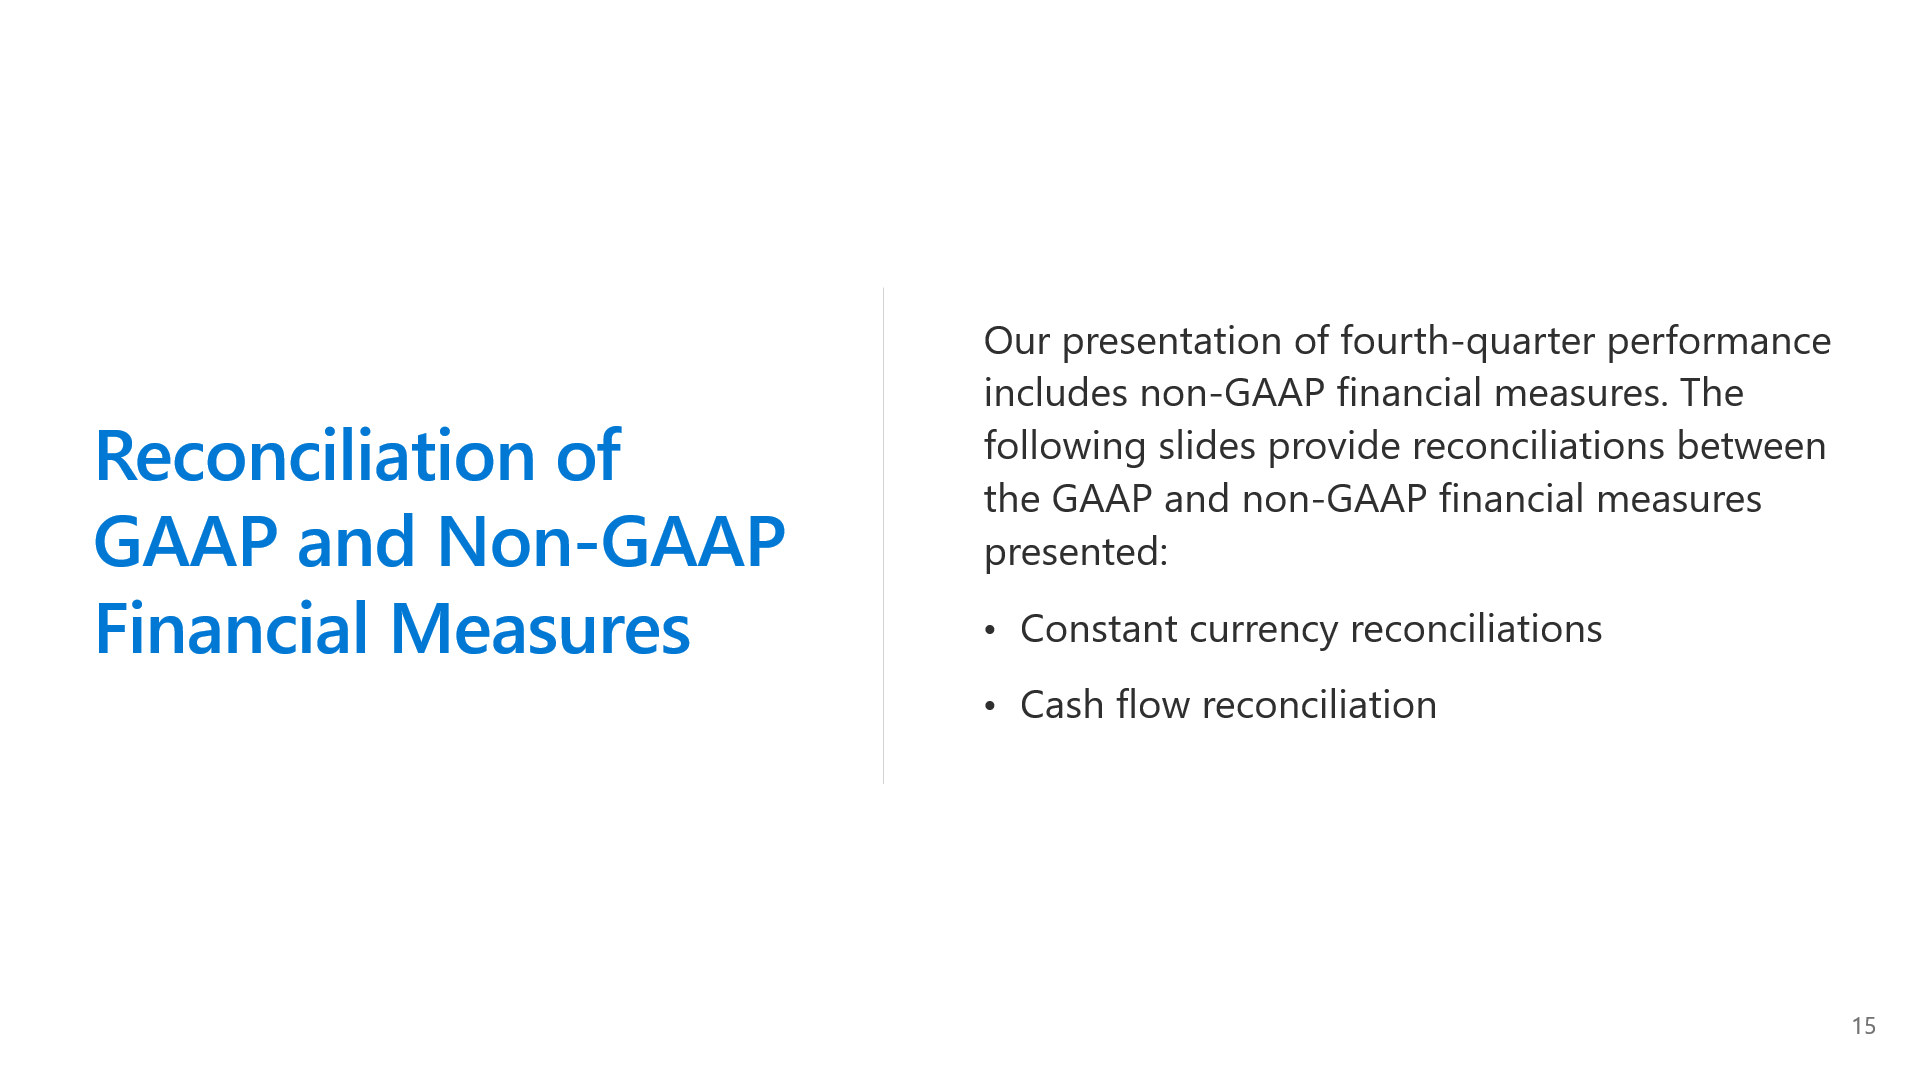 Reconciliation of
GAAP and Non-GAAP
Financial Measures
Our presentation of fourth-quarter performance
includes non-GAAP financial measures. The
following slides provide reconciliations between
the GAAP and non-GAAP financial measures
presented:
• Constant currency reconciliations
• Cash flow reconciliation
15